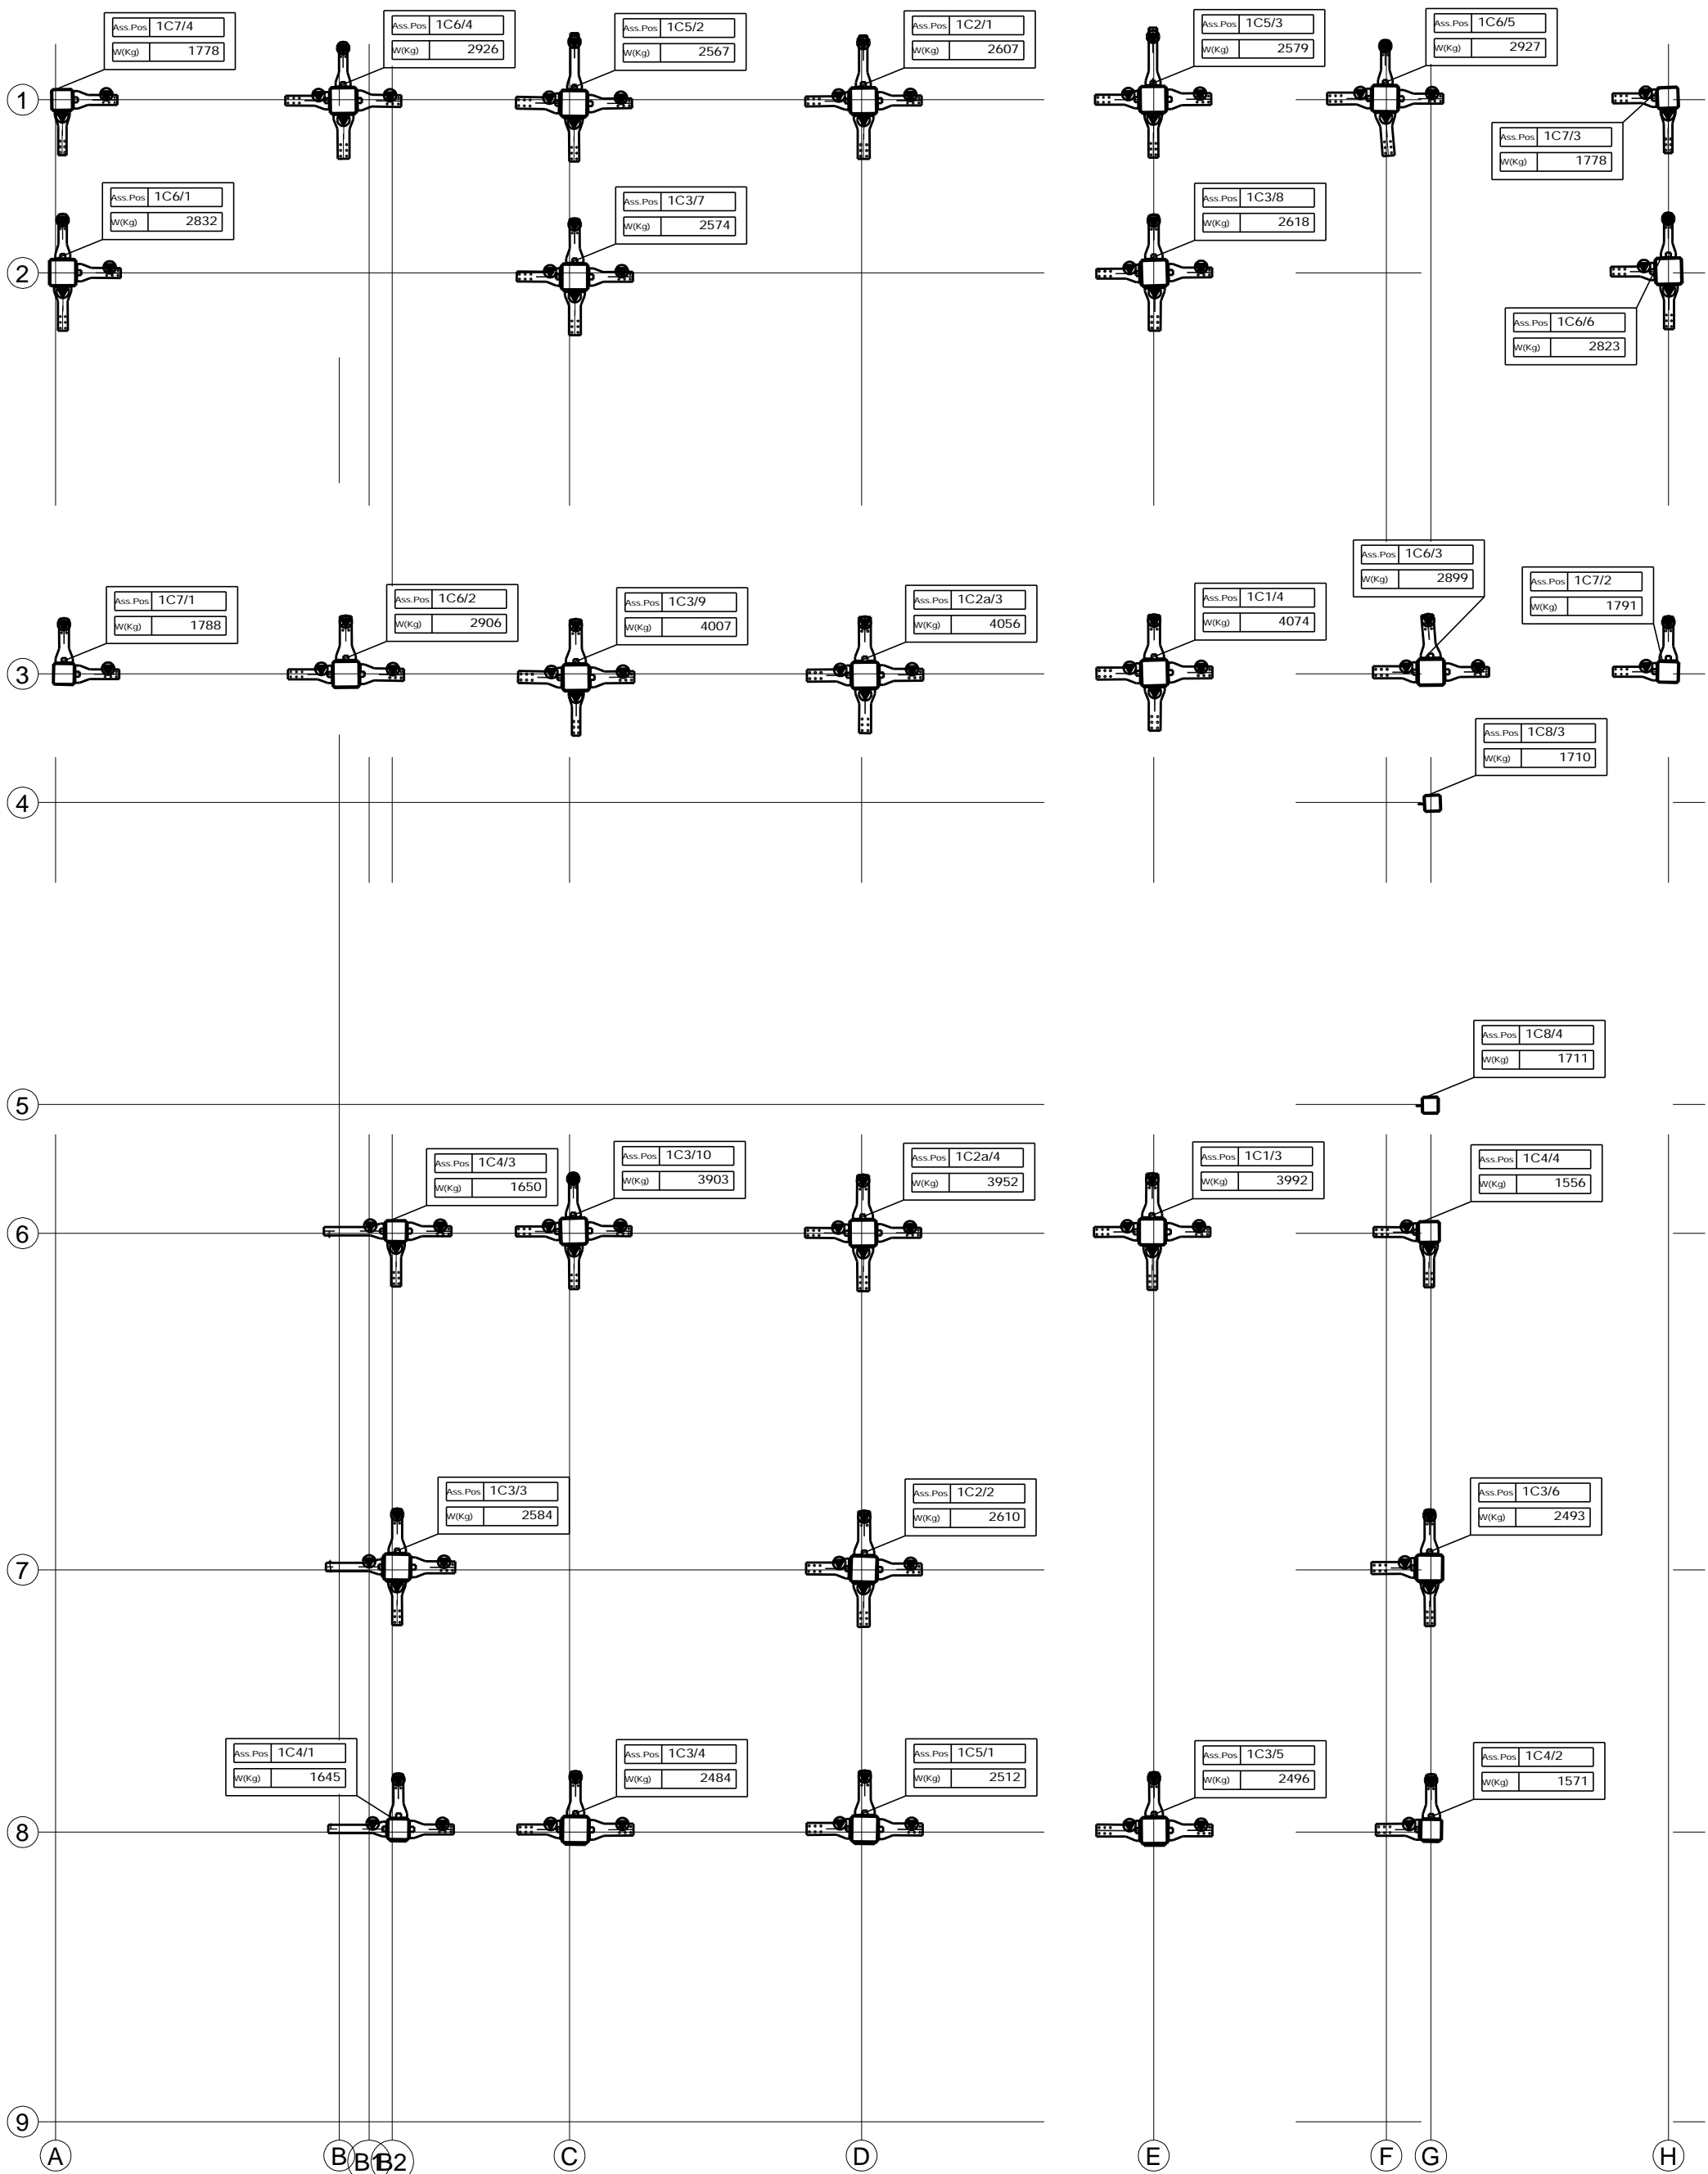 Ass.Pos 1C7/4
W(Kg) 1778
Ass.Pos 1C6/4
W(Kg) 2926
Ass.Pos 1C5/2
W(Kg) 2567
Ass.Pos 1C2/1
W(Kg) 2607
Ass.Pos 1C5/3
W(Kg) 2579
Ass.Pos 1C6/5
W(Kg) 2927
1
Ass.Pos 1C7/3
W(Kg) 1778
Ass.Pos 1C6/1
W(Kg) 2832
Ass.Pos 1C3/7
W(Kg) 2574
Ass.Pos 1C3/8
W(Kg) 2618
2
Ass.Pos 1C6/6
W(Kg) 2823
Ass.Pos 1C7/1
W(Kg) 1788
Ass.Pos 1C6/2
W(Kg) 2906
Ass.Pos 1C3/9
W(Kg) 4007
Ass.Pos 1C2a/3
W(Kg) 4056
Ass.Pos 1C1/4
W(Kg) 4074
Ass.Pos 1C6/3
W(Kg) 2899
Ass.Pos 1C7/2
W(Kg) 1791
3
Ass.Pos 1C8/3
W(Kg) 1710
4
Ass.Pos 1C8/4
W(Kg) 1711
5
Ass.Pos 1C4/3
W(Kg) 1650
Ass.Pos 1C3/10
W(Kg) 3903
Ass.Pos 1C2a/4
W(Kg) 3952
Ass.Pos 1C1/3
W(Kg) 3992
Ass.Pos 1C4/4
W(Kg) 1556
6
Ass.Pos 1C3/3
W(Kg) 2584
Ass.Pos 1C2/2
W(Kg) 2610
Ass.Pos 1C3/6
W(Kg) 2493
7
Ass.Pos 1C4/1
W(Kg) 1645
Ass.Pos 1C3/4
W(Kg) 2484
Ass.Pos 1C5/1
W(Kg) 2512
Ass.Pos 1C3/5
W(Kg) 2496
Ass.Pos 1C4/2
W(Kg) 1571
8
9
A B B1 B2 C D E F G H